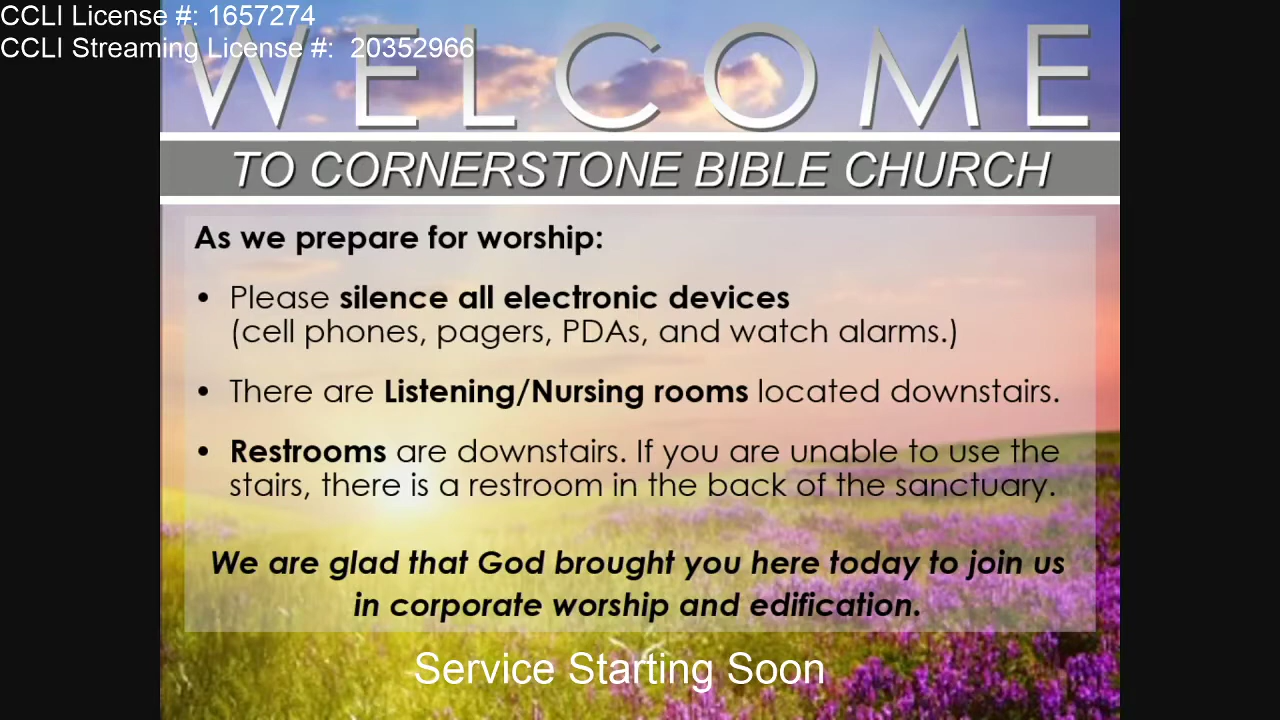 CCLI License #: 1657274
CCLI Streaming License #: 20352966
WELCOME
TO CORNERSTONE BIBLE CHURCH
As we prepare for worship:
• Please silence all electronic devices
(cell phones, pagers, PDAs, and watch alarms.)
• There are Listening/Nursing rooms located downstairs.
• Restrooms are downstairs. If you are unable to use the
stairs, there is a restroom in the back of the sanctuary.
We are glad that God brought you here today to join us
in corporate worship and edification.
Service Starting Soon